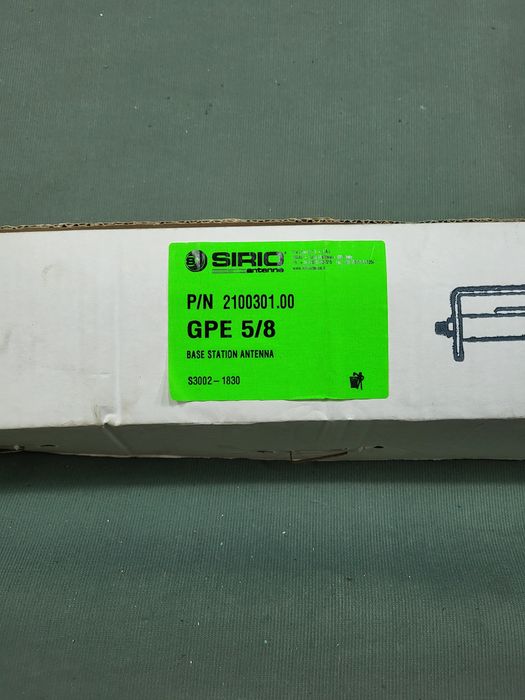 SIRIO
antenna
P/N 2100301.00
GPE 5/8
BASE STATION ANTENNA
S3002-1830